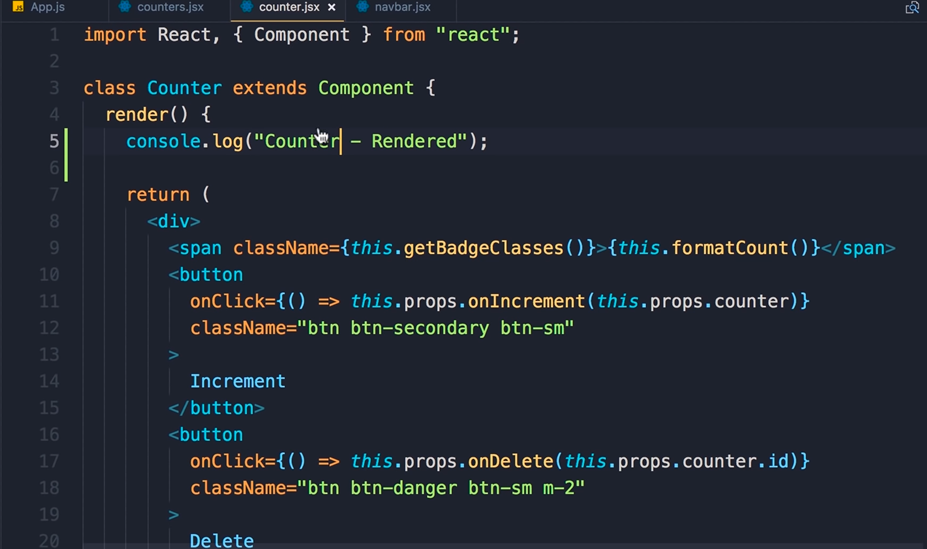 App.js counters.jsx counter.jsx × navbar.jsx
1 import React, { Component } from "react";
2
3 class Counter extends Component {
4 render() {
5 console.log("Counter - Rendered");
6
7 return (
8 <div>
9 <span className={this.getBadgeClasses()}>{this.formatCount()}</span>
10 <button
11 onClick={() => this.props.onIncrement(this.props.counter)}
12 className="btn btn-secondary btn-sm"
13 >
14 Increment
15 </button>
16 <button
17 onClick={() => this.props.onDelete(this.props.counter.id)}
18 className="btn btn-danger btn-sm m-2"
19 >
20 Delete